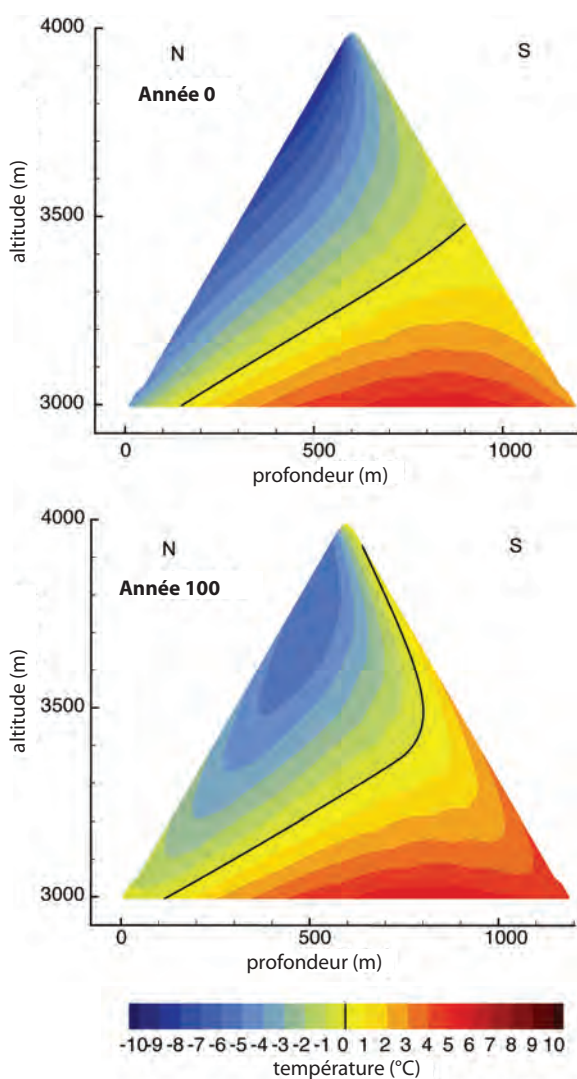 4000
N
S
Année 0
altitude (m)
3500
3000
0
500
1000
profondeur (m)
4000
N
S
Année 100
altitude (m)
3500
3000
0
500
1000
profondeur (m)
-10-9 -8 -7 -6 -5 -4 -3 -2 -1 0 1 2 3 4 5 6 7 8 9 10
température (°C)